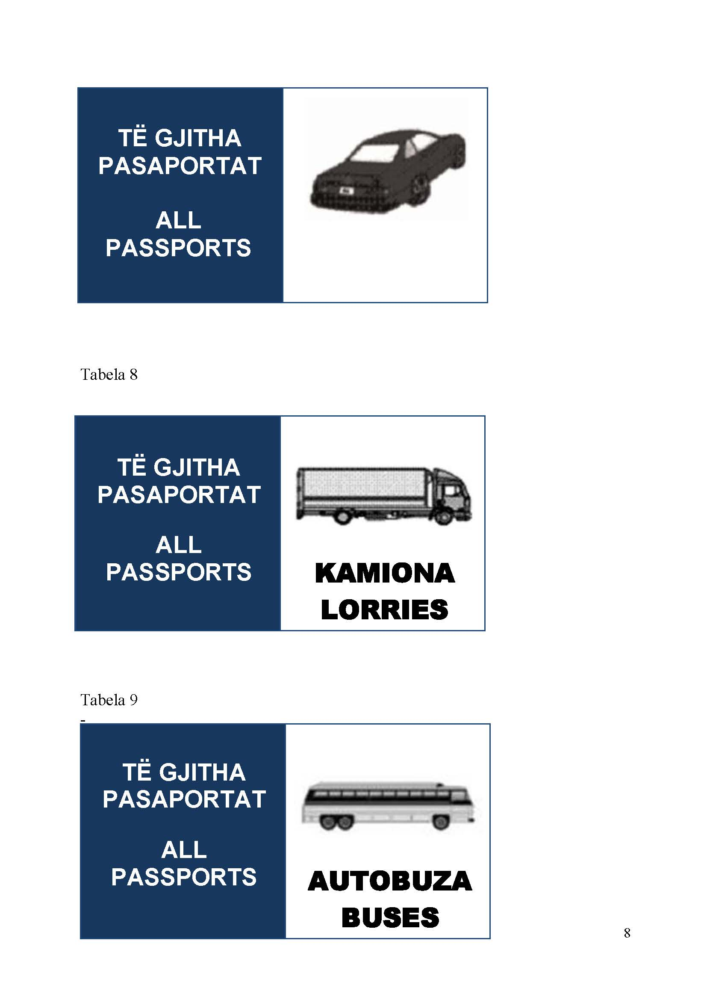 TË GJITHA
PASAPORTAT
ALL
PASSPORTS
Tabela 8
TË GJITHA
PASAPORTAT
ALL
PASSPORTS
KAMIONA
LORRIES
Tabela 9
-
TË GJITHA
PASAPORTAT
ALL
PASSPORTS
AUTOBUZA
BUSES
8